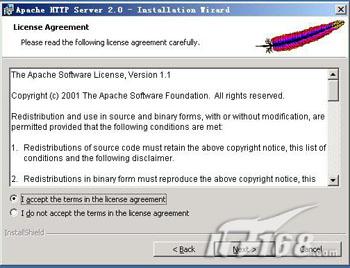 Apache HTTP Server 2.0 - Installation Wizard
License Agreement
Please read the following license agreement carefully.
The Apache Software License, Version 1.1
Copyright (c) 2001 The Apache Software Foundation. All rights reserved.
Redistribution and use in source and binary forms, with or without modification, are
permitted provided that the following conditions are met:
1. Redistributions of source code must retain the above copyright notice, this list of
conditions and the following disclaimer.
2. Redistributions in binary form must reproduce the above copyright notice, this
I accept the terms in the license agreement
I do not accept the terms in the license agreement
InstallShield
< Back
Next >
Cancel
IT168.com